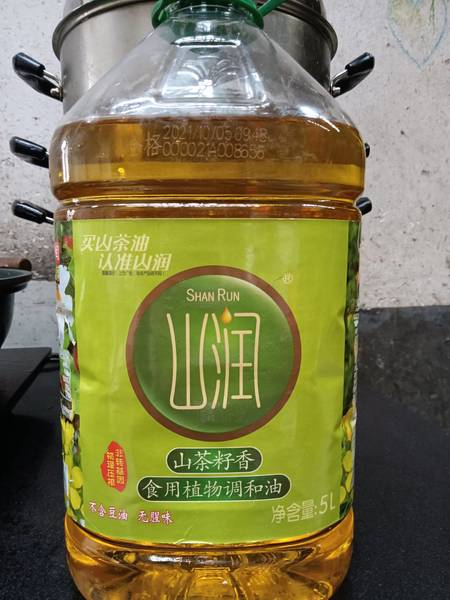 2021/10/05 09:48
合格 000021A008656
买山茶油
认准山润
SHAN RUN
山润
山茶籽香
食用植物调和油
非转基因
物理压榨
不含豆油 无腥味
净含量:5L